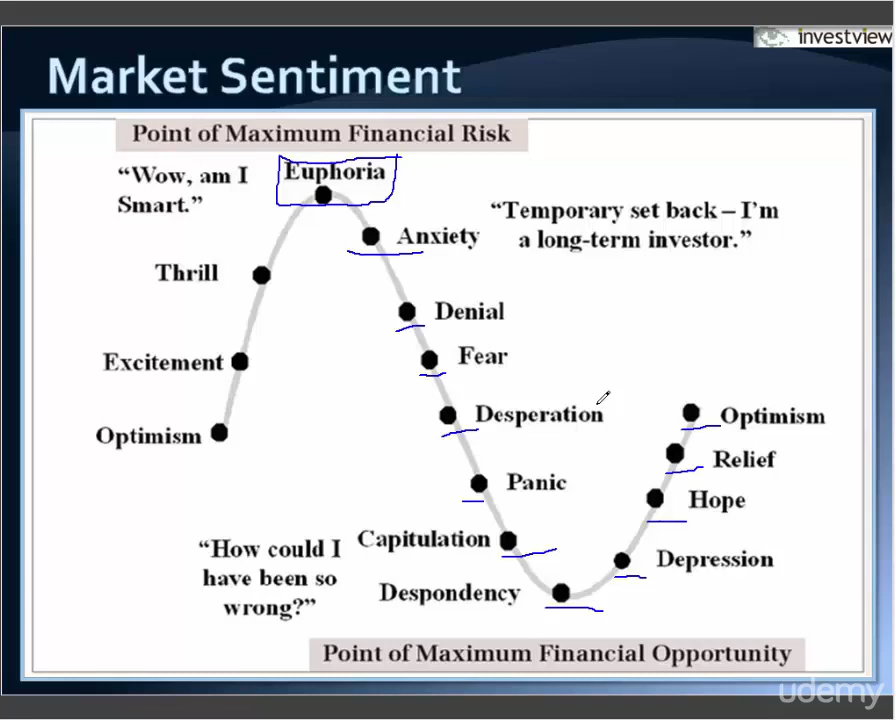 investview
Market Sentiment
Point of Maximum Financial Risk
“Wow, am I
Smart.”
Euphoria
“Temporary set back – I’m
a long-term investor.”
Anxiety
Thrill
Denial
Excitement
Fear
Optimism
Desperation
Optimism
Panic
Relief
Hope
Capitulation
“How could I
have been so
wrong?”
Depression
Despondency
Point of Maximum Financial Opportunity
udemy